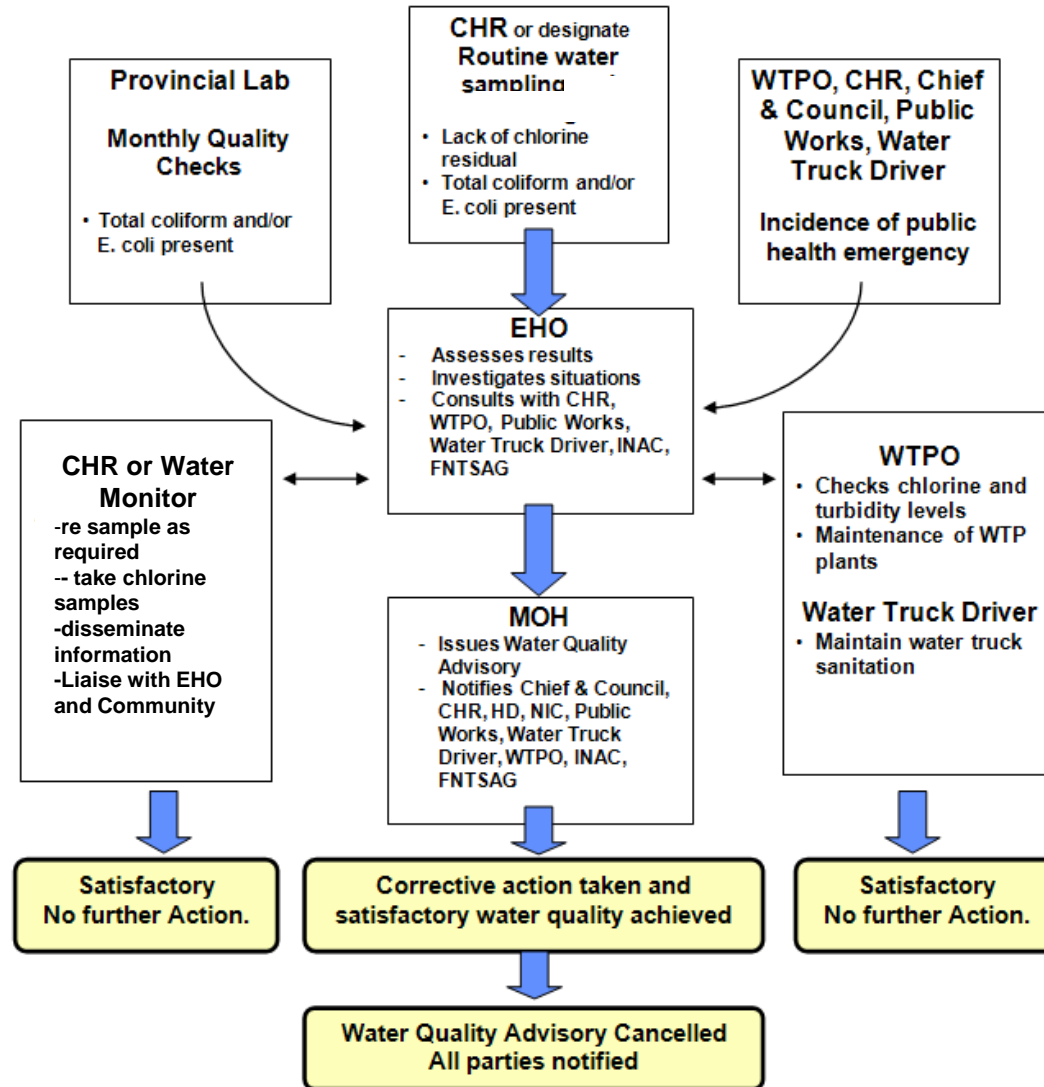 Provincial Lab
Monthly Quality
Checks
• Total coliform and/or
E. coli present
CHR or designate
Routine water
sampling
• Lack of chlorine
residual
• Total coliform and/or
E. coli present
WTPO, CHR, Chief
& Council, Public
Works, Water
Truck Driver
Incidence of public
health emergency
EHO
- Assesses results
- Investigates situations
- Consults with CHR,
WTPO, Public Works,
Water Truck Driver, INAC,
FNTSAG
CHR or Water
Monitor
-re sample as
required
-- take chlorine
samples
-disseminate
information
-Liaise with EHO
and Community
WTPO
• Checks chlorine and
turbidity levels
• Maintenance of WTP
plants
Water Truck Driver
• Maintain water truck
sanitation
MOH
- Issues Water Quality
Advisory
- Notifies Chief & Council,
CHR, HD, NIC, Public
Works, Water Truck
Driver, WTPO, INAC,
FNTSAG
Satisfactory
No further Action.
Corrective action taken and
satisfactory water quality achieved
Satisfactory
No further Action.
Water Quality Advisory Cancelled
All parties notified